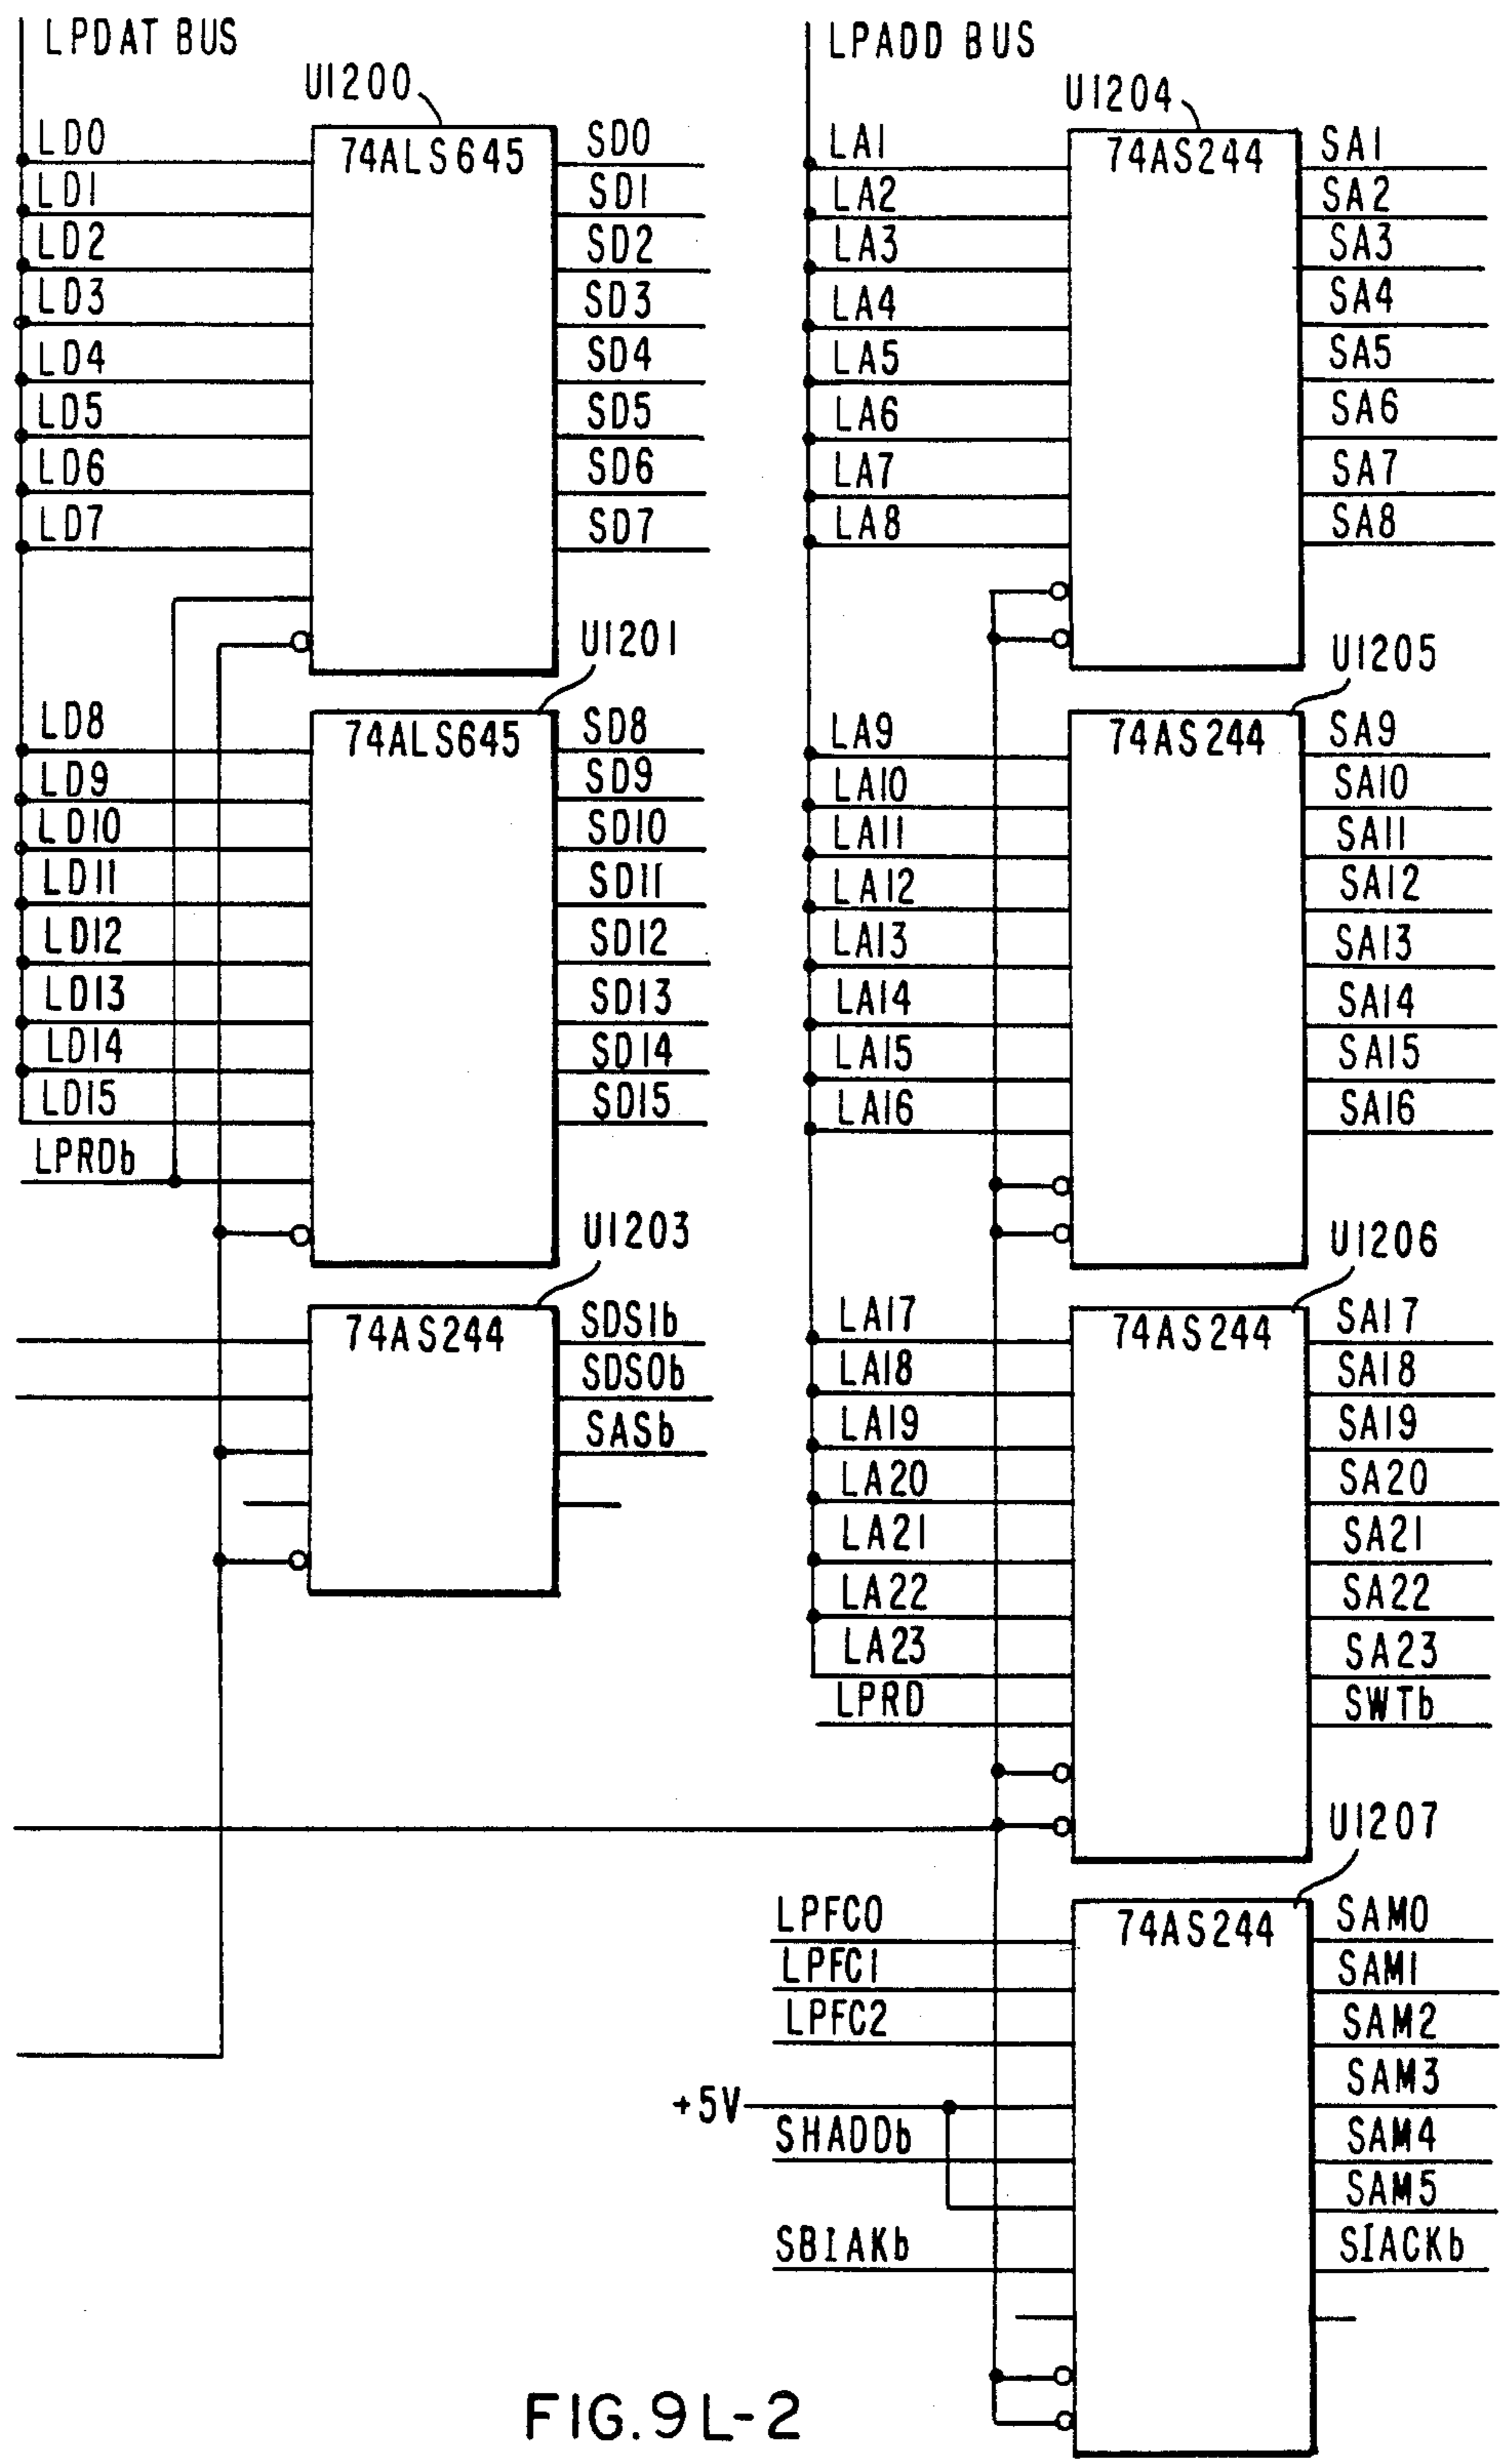 LPDAT BUS
U1200
74ALS645
LD0
LD1
LD2
LD3
LD4
LD5
LD6
LD7
SD0
SD1
SD2
SD3
SD4
SD5
SD6
SD7
U1201
74ALS645
LD8
LD9
LD10
LD11
LD12
LD13
LD14
LD15
LPRDb
SD8
SD9
SD10
SD11
SD12
SD13
SD14
SD15
U1203
74AS244
SDS1b
SDS0b
SASb
LPADD BUS
U1204
74AS244
LA1
LA2
LA3
LA4
LA5
LA6
LA7
LA8
SA1
SA2
SA3
SA4
SA5
SA6
SA7
SA8
U1205
74AS244
LA9
LA10
LA11
LA12
LA13
LA14
LA15
LA16
SA9
SA10
SA11
SA12
SA13
SA14
SA15
SA16
U1206
74AS244
LA17
LA18
LA19
LA20
LA21
LA22
LA23
LPRD
SA17
SA18
SA19
SA20
SA21
SA22
SA23
SWTb
U1207
74AS244
LPFC0
LPFC1
LPFC2
+5V
SHADDb
SBIAKb
SAM0
SAM1
SAM2
SAM3
SAM4
SAM5
SIACKb
FIG.9L-2